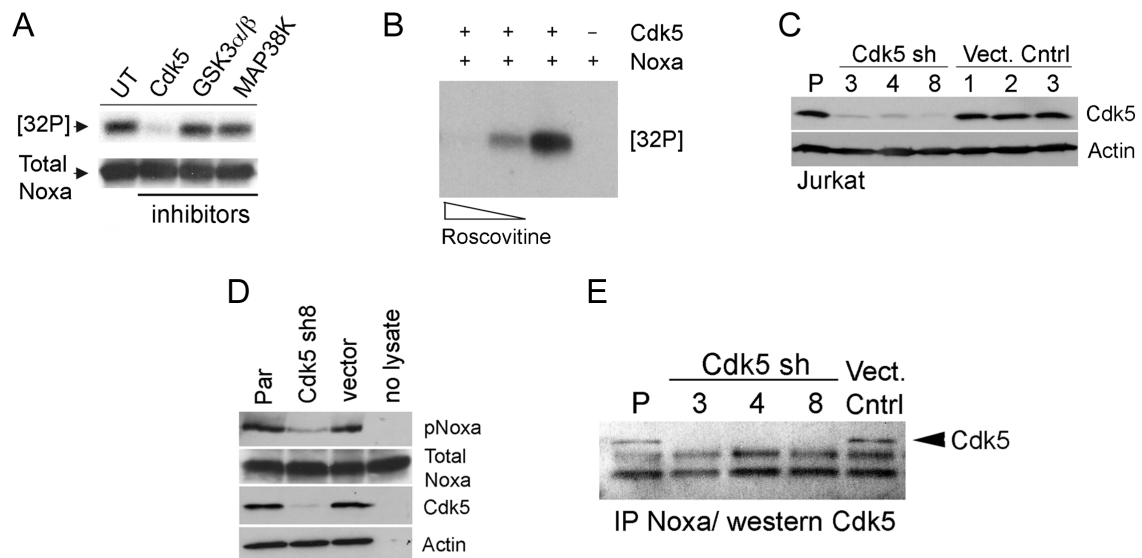 A
UT
Cdk5
GSK3α/β
MAP38K
[32P]
Total
Noxa
inhibitors
B
+ + + – Cdk5
+ + + + Noxa
[32P]
Roscovitine
C
Cdk5 sh Vect. Cntrl
P 3 4 8 1 2 3
Cdk5
Actin
Jurkat
D
Par
Cdk5 sh8
vector
no lysate
pNoxa
Total
Noxa
Cdk5
Actin
E
Cdk5 sh Vect.
P 3 4 8 Cntrl
Cdk5
IP Noxa/ western Cdk5